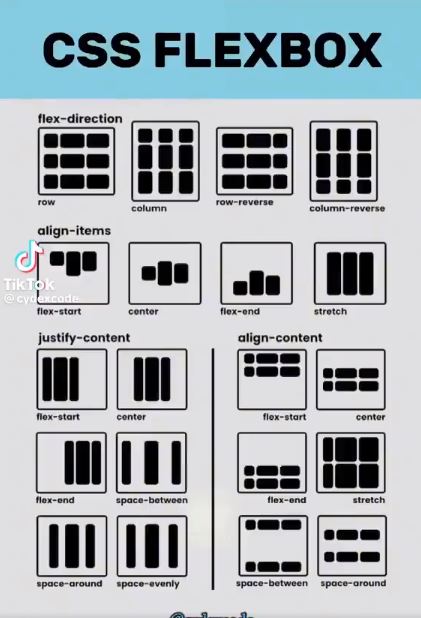 CSS FLEXBOX
flex-direction
row
column
row-reverse
column-reverse
align-items
TikTok
@cydexcode
flex-start
center
flex-end
stretch
justify-content
align-content
flex-start
center
flex-start
center
flex-end
space-between
flex-end
stretch
space-around
space-evenly
space-between
space-around